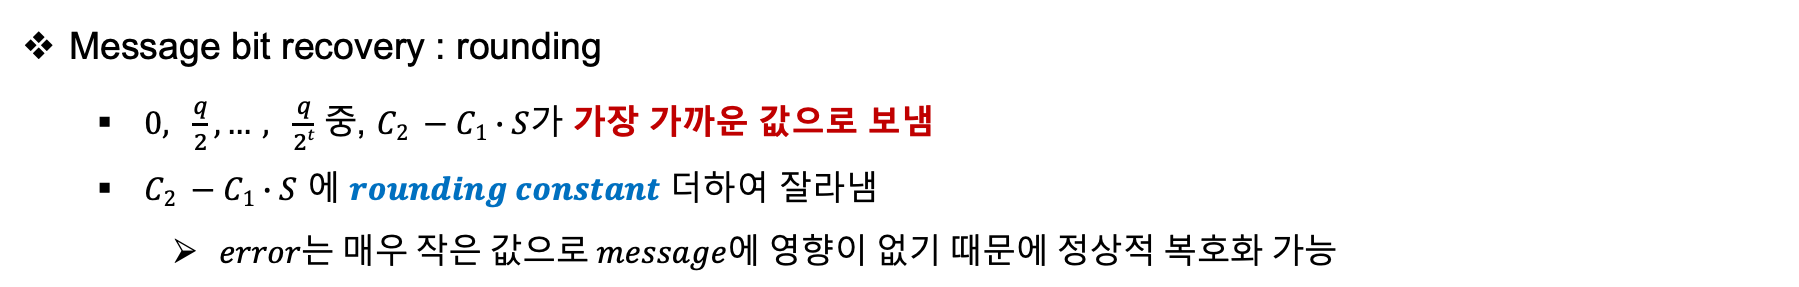 ❖ Message bit recovery : rounding
▪ 0, q/2, … , q/2^t 중, C₂ − C₁ · S가 가장 가까운 값으로 보냄
▪ C₂ − C₁ · S 에 rounding constant 더하여 잘라냄
➢ error는 매우 작은 값으로 message에 영향이 없기 때문에 정상적 복호화 가능